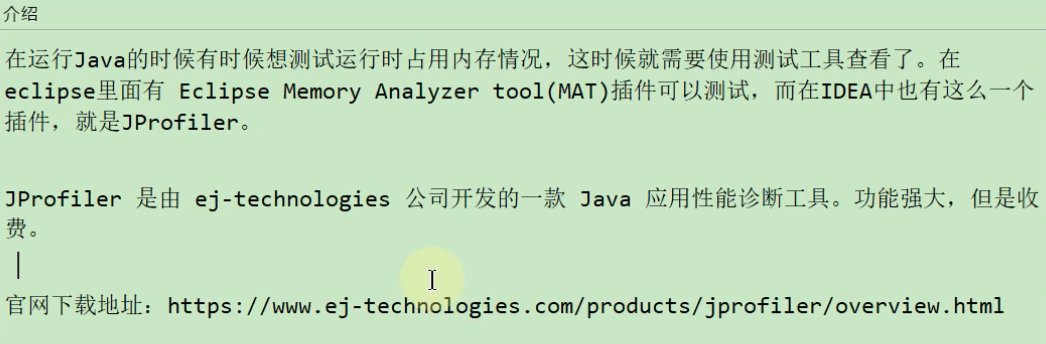 介绍
在运行Java的时候有时候想测试运行时占用内存情况，这时候就需要使用测试工具查看了。在
eclipse里面有 Eclipse Memory Analyzer tool(MAT)插件可以测试，而在IDEA中也有这么一个
插件，就是JProfiler。
JProfiler 是由 ej-technologies 公司开发的一款 Java 应用性能诊断工具。功能强大，但是收
费。
官网下载地址：https://www.ej-technologies.com/products/jprofiler/overview.html